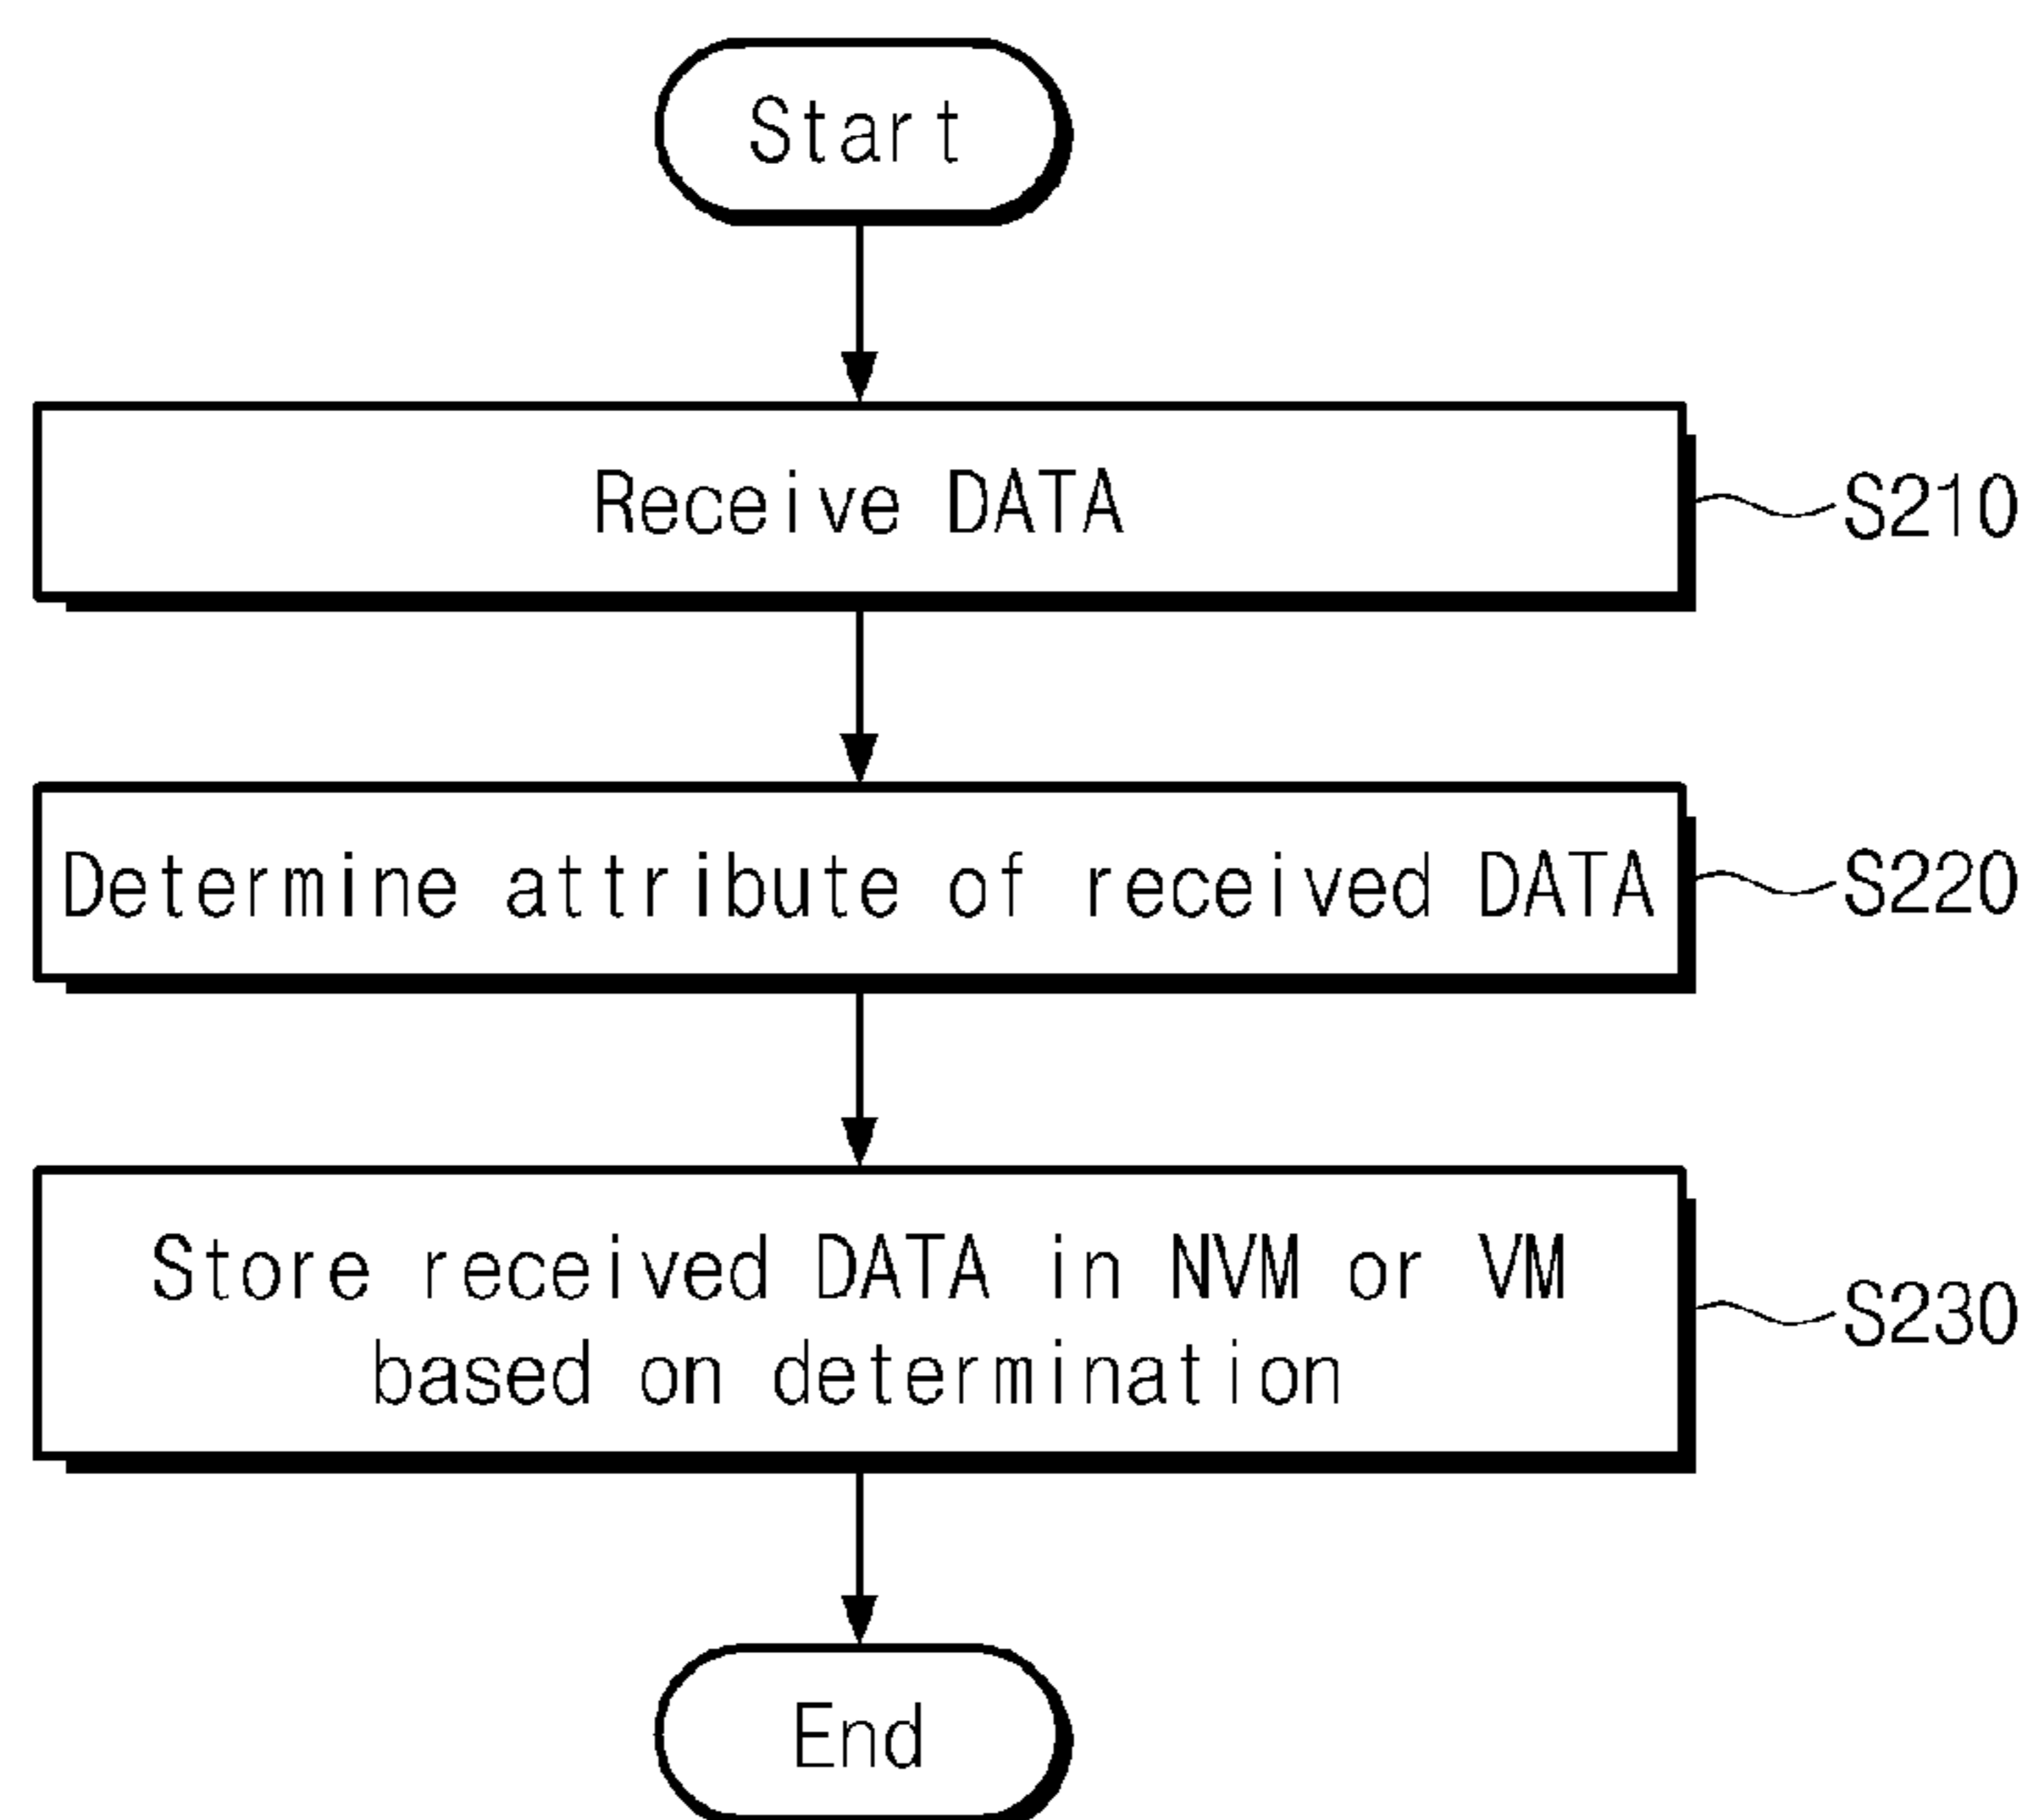 Start
Receive DATA
S210
Determine attribute of received DATA
S220
Store received DATA in NVM or VM
based on determination
S230
End